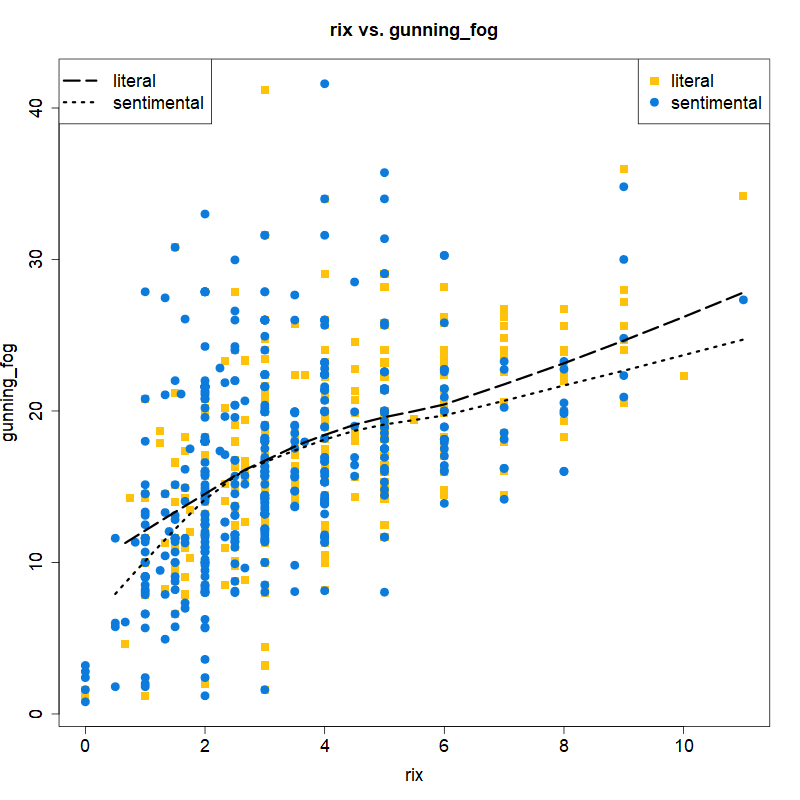 rix vs. gunning_fog
literal
sentimental
literal
sentimental
gunning_fog
40
30
20
10
0
0 2 4 6 8 10
rix